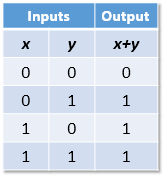 Inputs Output
x y x+y
0 0 0
0 1 1
1 0 1
1 1 1